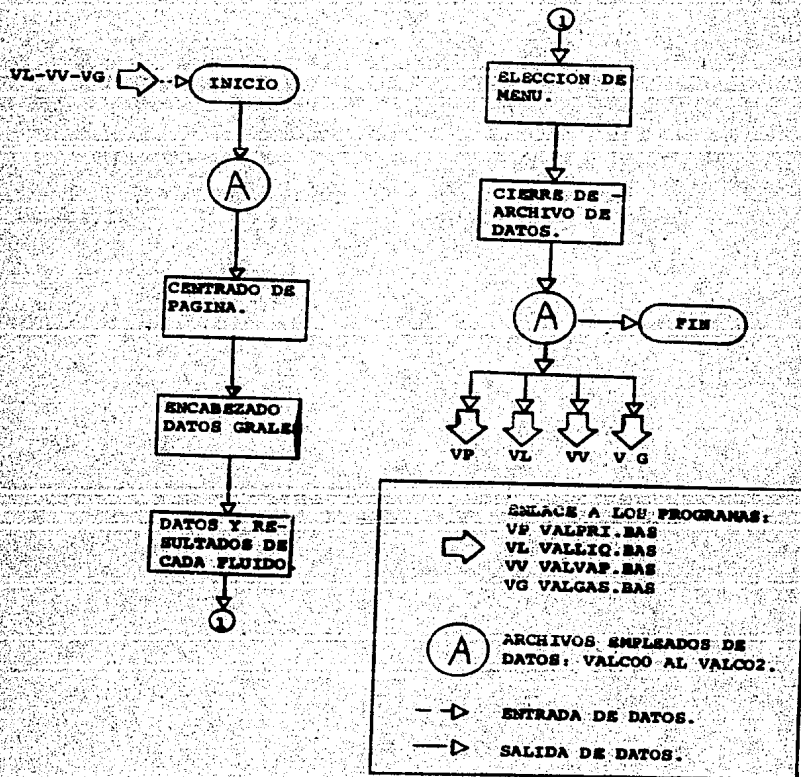 VL-VV-VG
INICIO
A
CENTRADO DE
PAGINA.
ENCABEZADO
DATOS GRALES
DATOS Y RE-
SULTADOS DE
CADA FLUIDO.
1
1
ELECCION DE
MENU.
CIERRE DE -
ARCHIVO DE
DATOS.
A
FIN
VP VL VV V G
ENLACE A LOS PROGRAMAS:
VP VALPRI.BAS
VL VALLIQ.BAS
VV VALVAP.BAS
VG VALGAS.BAS
A
ARCHIVOS EMPLEADOS DE
DATOS: VALCO0 AL VALCO2.
ENTRADA DE DATOS.
SALIDA DE DATOS.